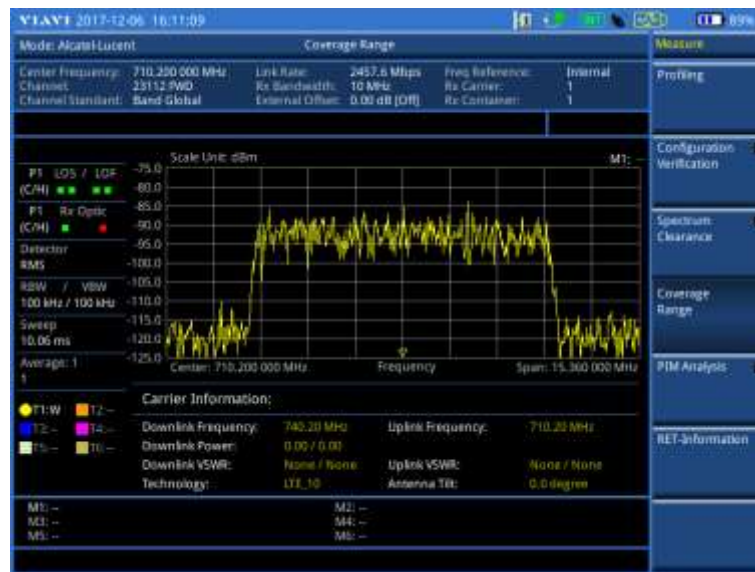 VIAVI 2017-12-06 16:11:09
INT
89%
Mode: Alcatel-Lucent
Coverage Range
Measure
Center Frequency: 710.200 000 MHz
Link Rate: 2457.6 Mbps
Freq Reference: Internal
Channel: 23112 FWD
Rx Bandwidth: 10 MHz
Rx Carrier: 1
Channel Standard: Band Global
External Offset: 0.00 dB [Off]
Rx Container: 1
Profiling
Configuration
Verification
Spectrum
Clearance
Coverage
Range
PIM Analysis
RET-Information
P1 LOS / LOF
(C/H)
P1 Rx Optic
(C/H)
Detector
RMS
RBW / VBW
100 kHz / 100 kHz
Sweep
10.06 ms
Average: 1
1
T1:W T2:--
T3:-- T4:--
T5:-- T6:--
Scale Unit: dBm
M1: --
-75.0
-80.0
-85.0
-90.0
-95.0
-100.0
-105.0
-110.0
-115.0
-120.0
-125.0
Center: 710.200 000 MHz
Frequency
Span: 15.360 000 MHz
Carrier Information:
Downlink Frequency: 740.20 MHz
Uplink Frequency: 710.20 MHz
Downlink Power: 0.00 / 0.00
Downlink VSWR: None / None
Uplink VSWR: None / None
Technology: LTE_10
Antenna Tilt: 0.0 degree
M1: --
M2: --
M3: --
M4: --
M5: --
M6: --